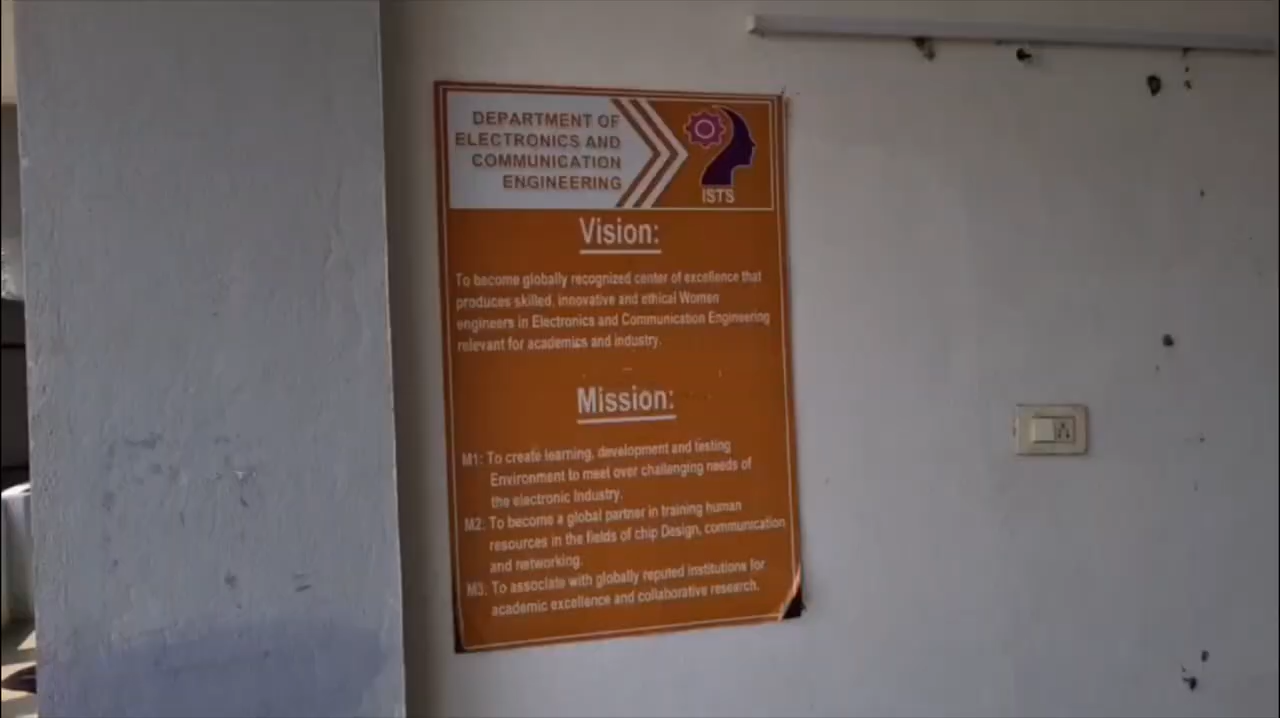 DEPARTMENT OF
ELECTRONICS AND
COMMUNICATION
ENGINEERING
ISTS
Vision:
To become globally recognized center of excellence that
produces skilled, innovative and ethical Women
engineers in Electronics and Communication Engineering
relevant for academics and industry.
Mission:
M1: To create learning, development and testing
Environment to meet over challenging needs of
the electronic Industry.
M2: To become a global partner in training human
resources in the fields of chip Design, communication
and networking.
M3: To associate with globally reputed institutions for
academic excellence and collaborative research.